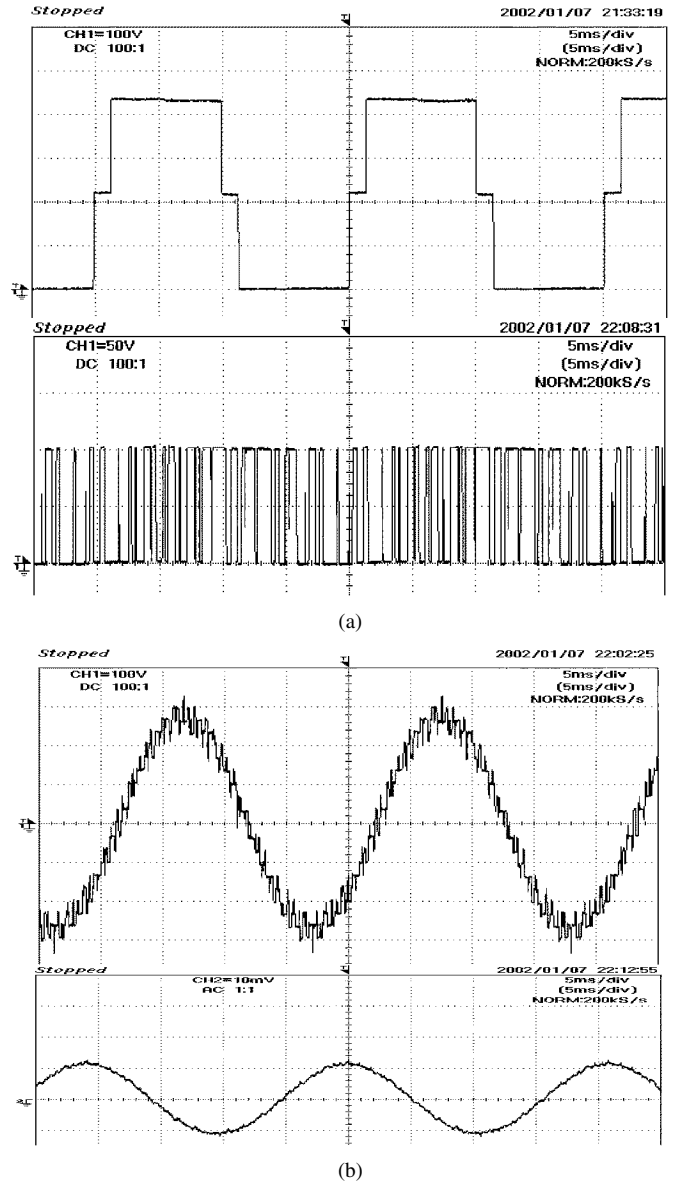 Stopped 2002/01/07 21:33:19
CH1=100V 5ms/div
DC 100:1 (5ms/div)
NORM:200kS/s
Stopped 2002/01/07 22:08:31
CH1=50V 5ms/div
DC 100:1 (5ms/div)
NORM:200kS/s
(a)
Stopped 2002/01/07 22:02:25
CH1=100V 5ms/div
DC 100:1 (5ms/div)
NORM:200kS/s
Stopped 2002/01/07 22:12:55
CH2=10mV 5ms/div
AC 1:1 (5ms/div)
NORM:200kS/s
(b)